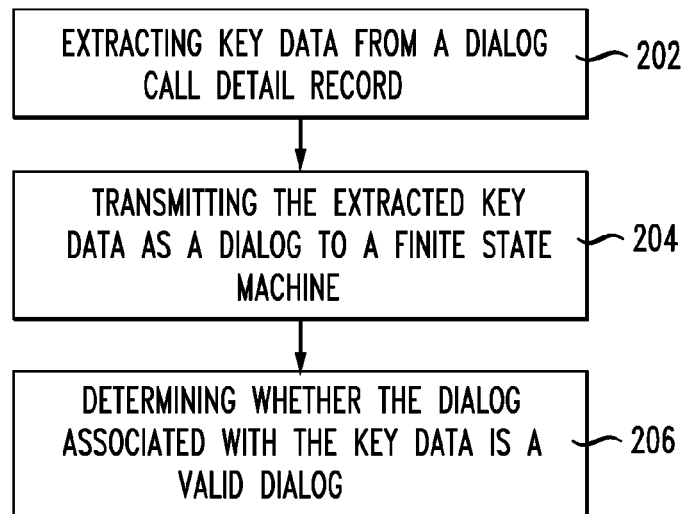 EXTRACTING KEY DATA FROM A DIALOG
CALL DETAIL RECORD
202
TRANSMITTING THE EXTRACTED KEY
DATA AS A DIALOG TO A FINITE STATE
MACHINE
204
DETERMINING WHETHER THE DIALOG
ASSOCIATED WITH THE KEY DATA IS A
VALID DIALOG
206